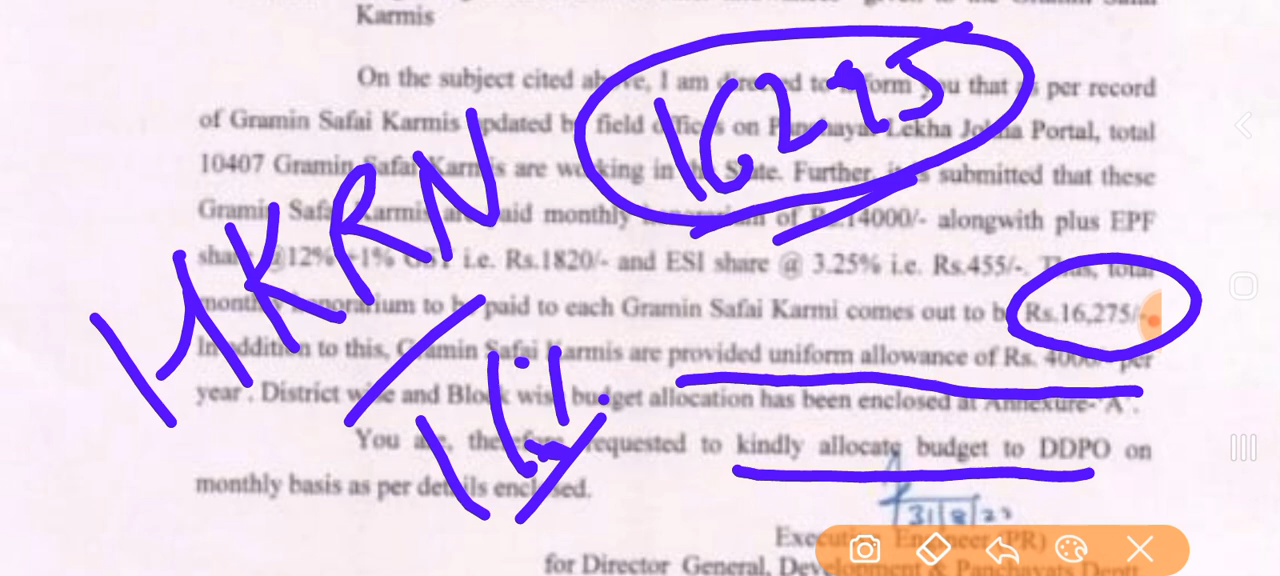 Karmis
On the subject cited above, I am directed to inform you that as per record
of Gramin Safai Karmis updated by field offices on Panchayat Lekha Jokha Portal, total
10407 Gramin Safai Karmis are working in the State. Further, it is submitted that these
Gramin Safai Karmis are paid monthly honorarium of Rs.14000/- alongwith plus EPF
share @12% +1% GST i.e. Rs.1820/- and ESI share @ 3.25% i.e. Rs.455/-. Thus, total
monthly honorarium to be paid to each Gramin Safai Karmi comes out to be Rs.16,275/-.
In addition to this, Gramin Safai Karmis are provided uniform allowance of Rs. 4000/- per
year . District wise and Block wise budget allocation has been enclosed at Annexure- 'A'.
You are, therefore requested to kindly allocate budget to DDPO on
monthly basis as per details enclosed.
31/8/22
Executive Engineer (PR)
for Director General, Development & Panchayats Deptt.
HKRN
16295